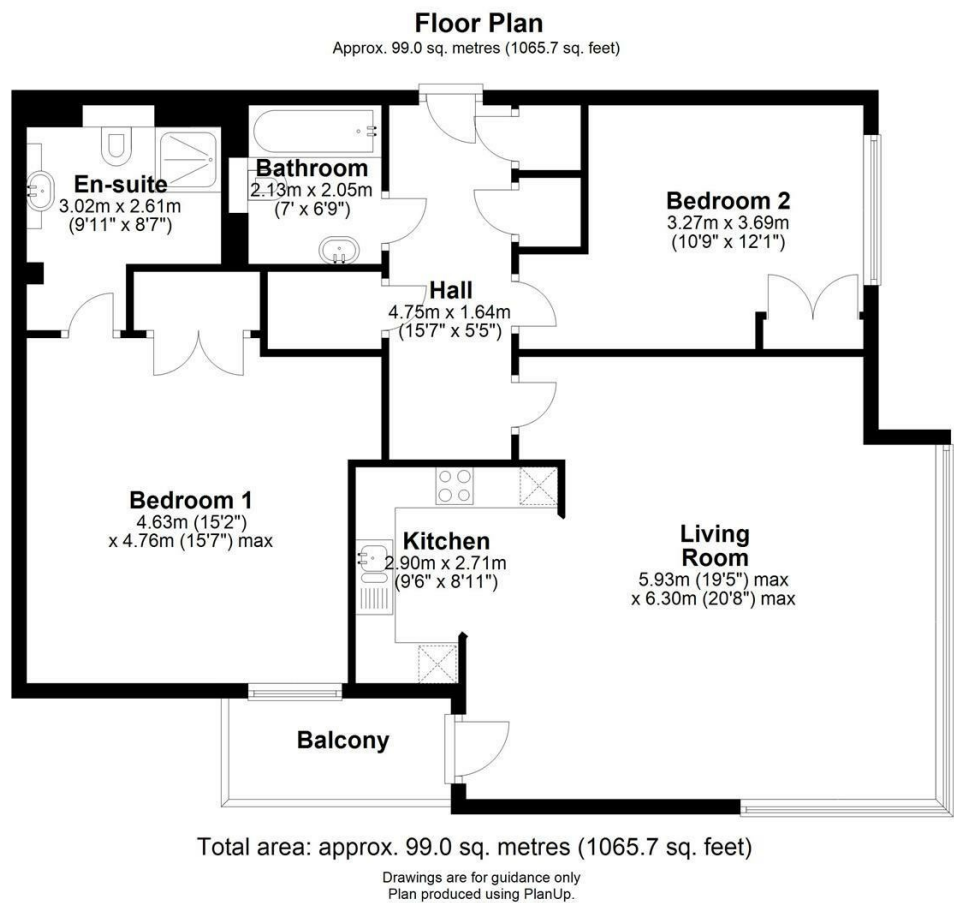 Floor Plan
Approx. 99.0 sq. metres (1065.7 sq. feet)
En-suite
3.02m x 2.61m
(9'11" x 8'7")
Bathroom
2.13m x 2.05m
(7' x 6'9")
Bedroom 2
3.27m x 3.69m
(10'9" x 12'1")
Hall
4.75m x 1.64m
(15'7" x 5'5")
Bedroom 1
4.63m (15'2")
x 4.76m (15'7") max
Kitchen
2.90m x 2.71m
(9'6" x 8'11")
Living
Room
5.93m (19'5") max
x 6.30m (20'8") max
Balcony
Total area: approx. 99.0 sq. metres (1065.7 sq. feet)
Drawings are for guidance only
Plan produced using PlanUp.